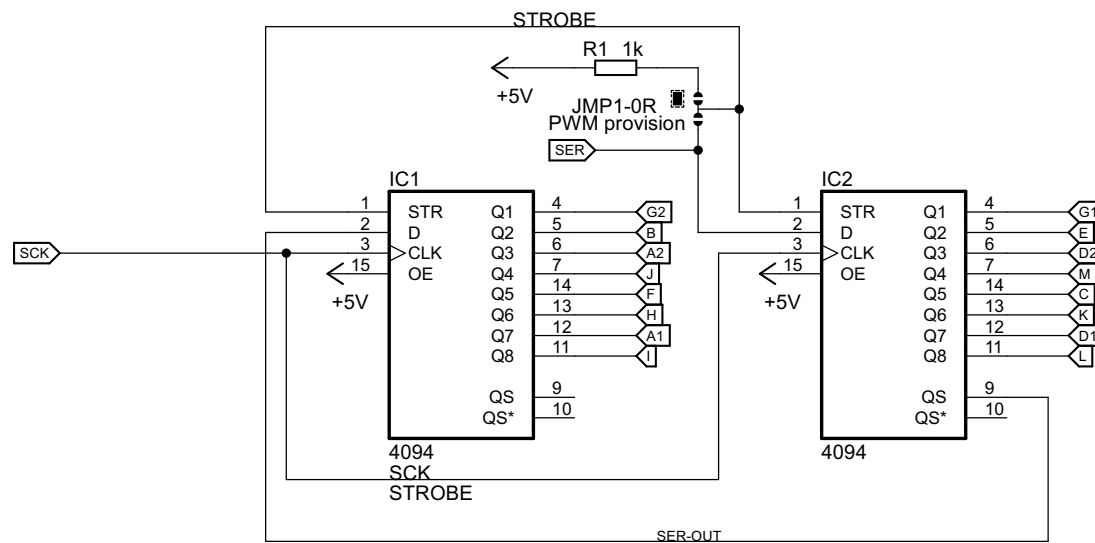 STROBE
R1 1k
+5V
JMP1-0R
PWM provision
SER
IC1
1 STR Q1 4 G2
2 D Q2 5 B
SCK 3 CLK Q3 6 A2
15 OE Q4 7 J
+5V
Q5 14 F
Q6 13 H
Q7 12 A1
Q8 11 I
QS 9
QS* 10
4094
SCK
STROBE
IC2
1 STR Q1 4 G1
2 D Q2 5 E
3 CLK Q3 6 D2
15 OE Q4 7 M
+5V
Q5 14 C
Q6 13 K
Q7 12 D1
Q8 11 L
QS 9
QS* 10
4094
SER-OUT